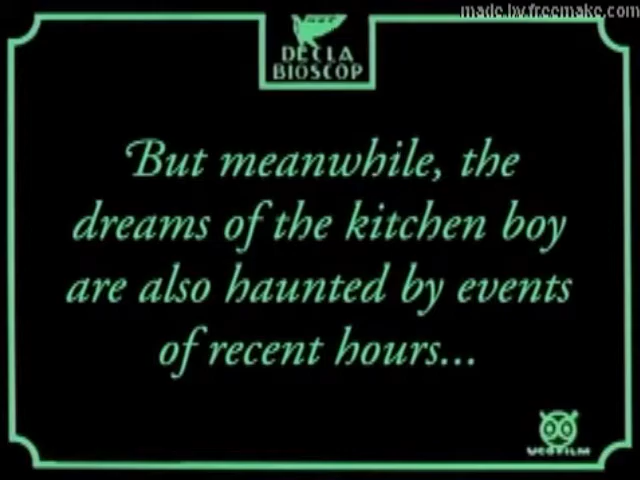 made.by.freemake.com
DECLA
BIOSCOP
But meanwhile, the
dreams of the kitchen boy
are also haunted by events
of recent hours...
UCOFILM